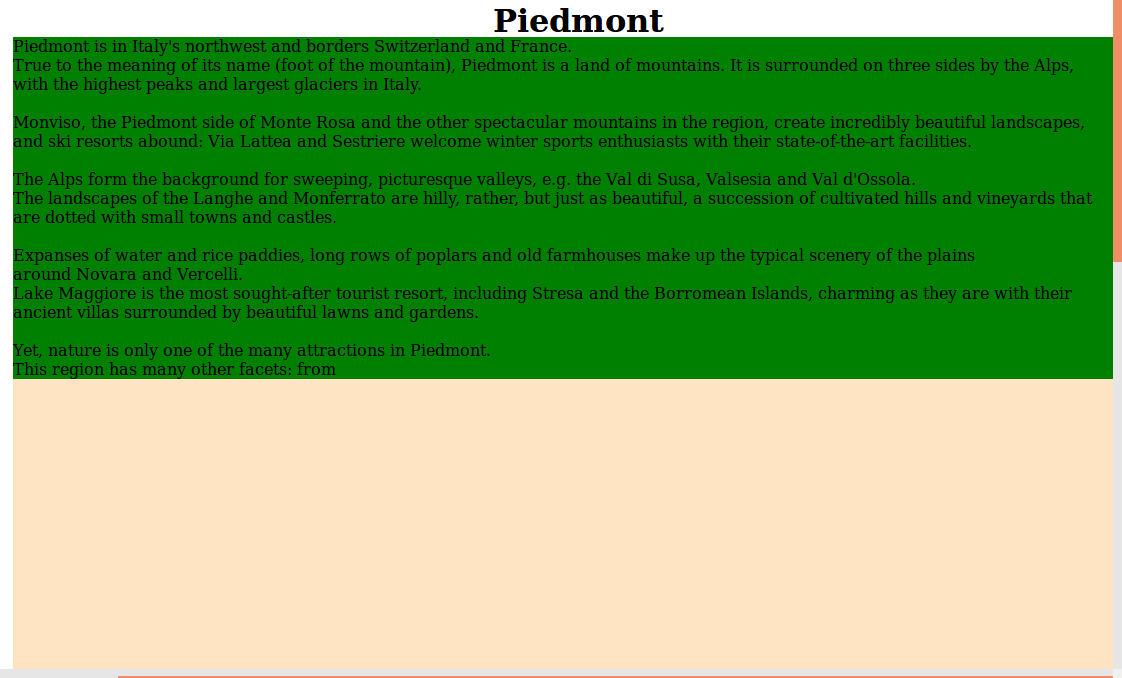 Piedmont
Piedmont is in Italy's northwest and borders Switzerland and France.
True to the meaning of its name (foot of the mountain), Piedmont is a land of mountains. It is surrounded on three sides by the Alps,
with the highest peaks and largest glaciers in Italy.
Monviso, the Piedmont side of Monte Rosa and the other spectacular mountains in the region, create incredibly beautiful landscapes,
and ski resorts abound: Via Lattea and Sestriere welcome winter sports enthusiasts with their state-of-the-art facilities.
The Alps form the background for sweeping, picturesque valleys, e.g. the Val di Susa, Valsesia and Val d'Ossola.
The landscapes of the Langhe and Monferrato are hilly, rather, but just as beautiful, a succession of cultivated hills and vineyards that
are dotted with small towns and castles.
Expanses of water and rice paddies, long rows of poplars and old farmhouses make up the typical scenery of the plains
around Novara and Vercelli.
Lake Maggiore is the most sought-after tourist resort, including Stresa and the Borromean Islands, charming as they are with their
ancient villas surrounded by beautiful lawns and gardens.
Yet, nature is only one of the many attractions in Piedmont.
This region has many other facets: from